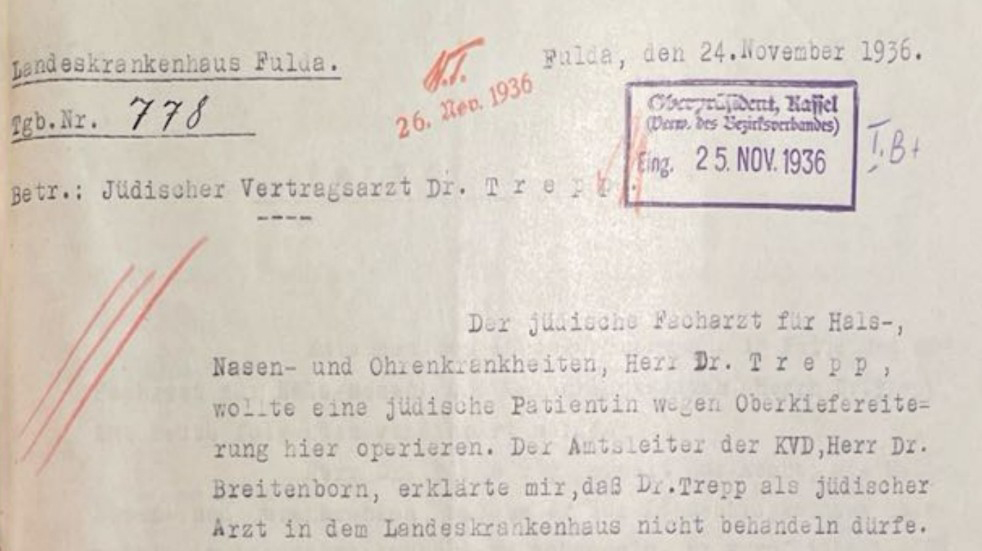 Landeskrankenhaus Fulda.
Fulda, den 24.November 1936.
26. Nov. 1936
Tgb.Nr. 778
Oberpräsident, Kassel
(Verw. des Bezirksverbandes)
Eing. 25. NOV. 1936
Betr.: Jüdischer Vertragsarzt Dr. T r e p p.
----
Der jüdische Facharzt für Hals-,
Nasen- und Ohrenkrankheiten, Herr Dr. T r e p p ,
wollte eine jüdische Patientin wegen Oberkiefereite=
rung hier operieren. Der Amtsleiter der KVD,Herr Dr.
Breitenborn, erklärte mir,daß Dr.Trepp als jüdischer
Arzt in dem Landeskrankenhaus nicht behandeln dürfe.